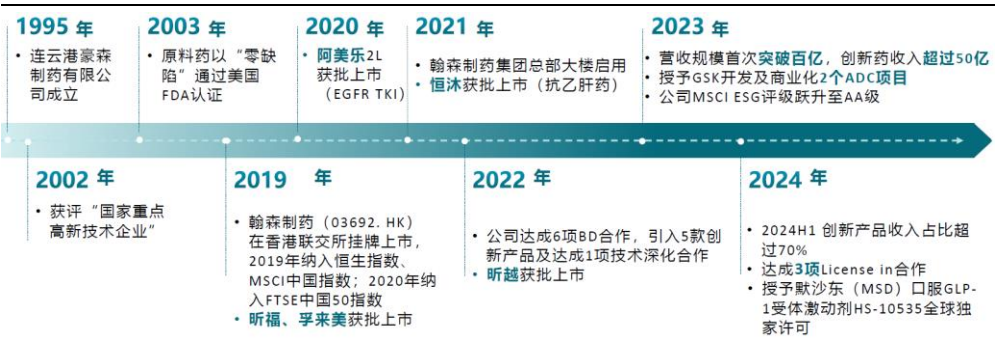 1995 年
• 连云港豪森
制药有限公
司成立
2003 年
• 原料药以“零缺
陷”通过美国
FDA认证
2020 年
• 阿美乐2L
获批上市
（EGFR TKI）
2021 年
• 翰森制药集团总部大楼启用
• 恒沐获批上市（抗乙肝药）
2023 年
• 营收规模首次突破百亿，创新药收入超过50亿
• 授予GSK开发及商业化2个ADC项目
• 公司MSCI ESG评级跃升至AA级
2002 年
• 获评“国家重点
高新技术企业”
2019 年
• 翰森制药（03692. HK）
在香港联交所挂牌上市，
2019年纳入恒生指数、
MSCI中国指数；2020年纳
入FTSE中国50指数
• 昕福、孚来美获批上市
2022 年
• 公司达成6项BD合作，引入5款创
新产品及达成1项技术深化合作
• 昕越获批上市
2024 年
• 2024H1 创新产品收入占比超
过70%
• 达成3项License in合作
• 授予默沙东（MSD）口服GLP-
1受体激动剂HS-10535全球独
家许可